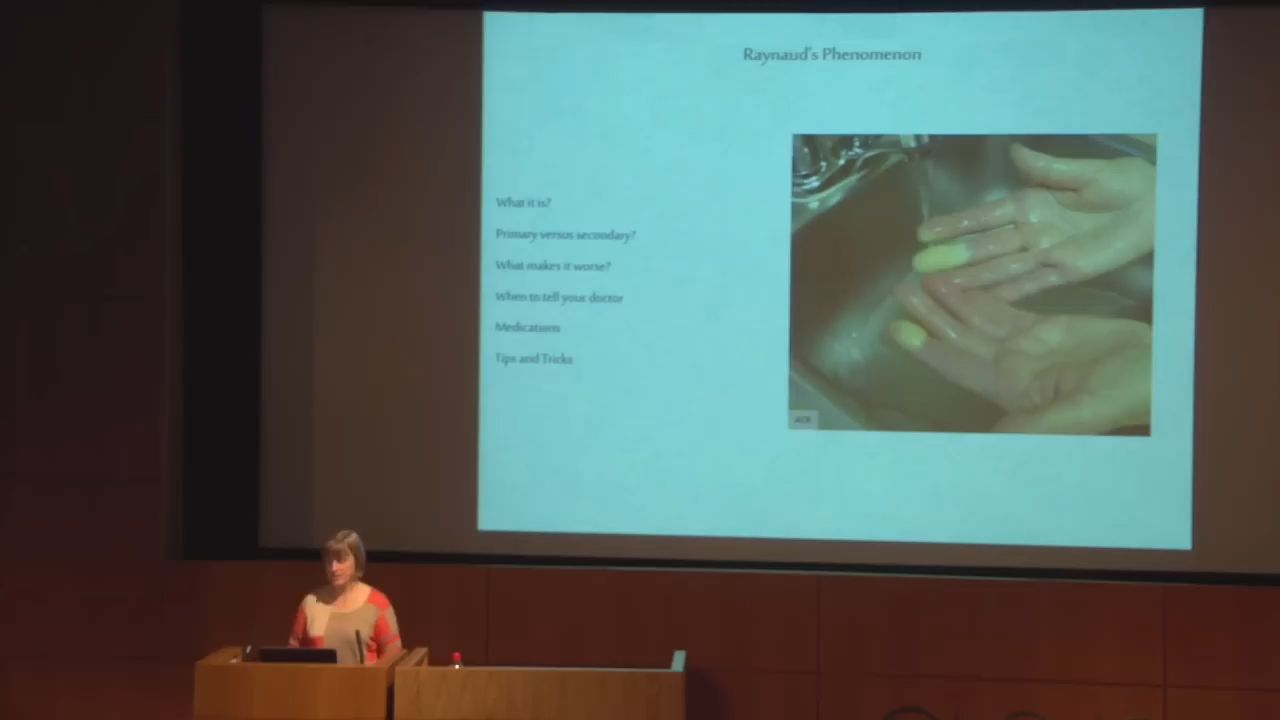 Raynaud's Phenomenon
What it is?
Primary versus secondary?
What makes it worse?
When to tell your doctor
Medications
Tips and Tricks